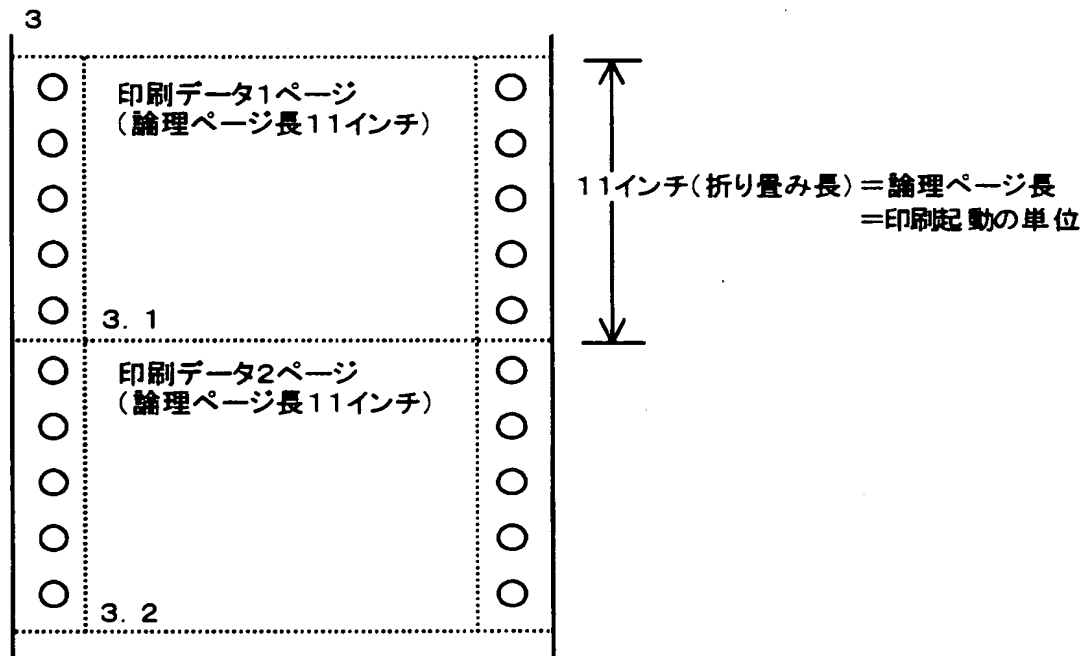 3
印刷データ1ページ
(論理ページ長11インチ)
11インチ(折り畳み長)=論理ページ長
=印刷起動の単位
3. 1
印刷データ2ページ
(論理ページ長11インチ)
3. 2